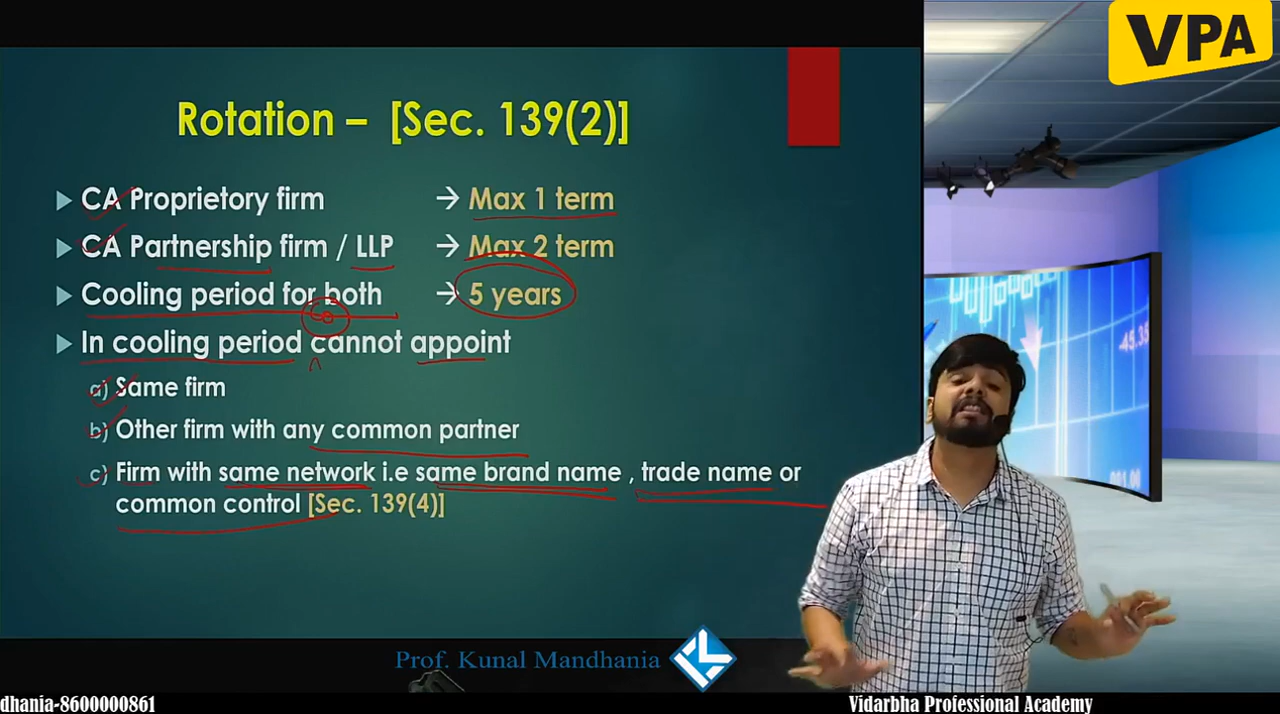 VPA
Rotation – [Sec. 139(2)]
CA Proprietory firm → Max 1 term
CA Partnership firm / LLP → Max 2 term
Cooling period for both → 5 years
In cooling period cannot appoint
a) Same firm
b) Other firm with any common partner
c) Firm with same network i.e same brand name , trade name or
common control [Sec. 139(4)]
-45.35
Prof. Kunal Mandhania
dhania-8600000861
Vidarbha Professional Academy